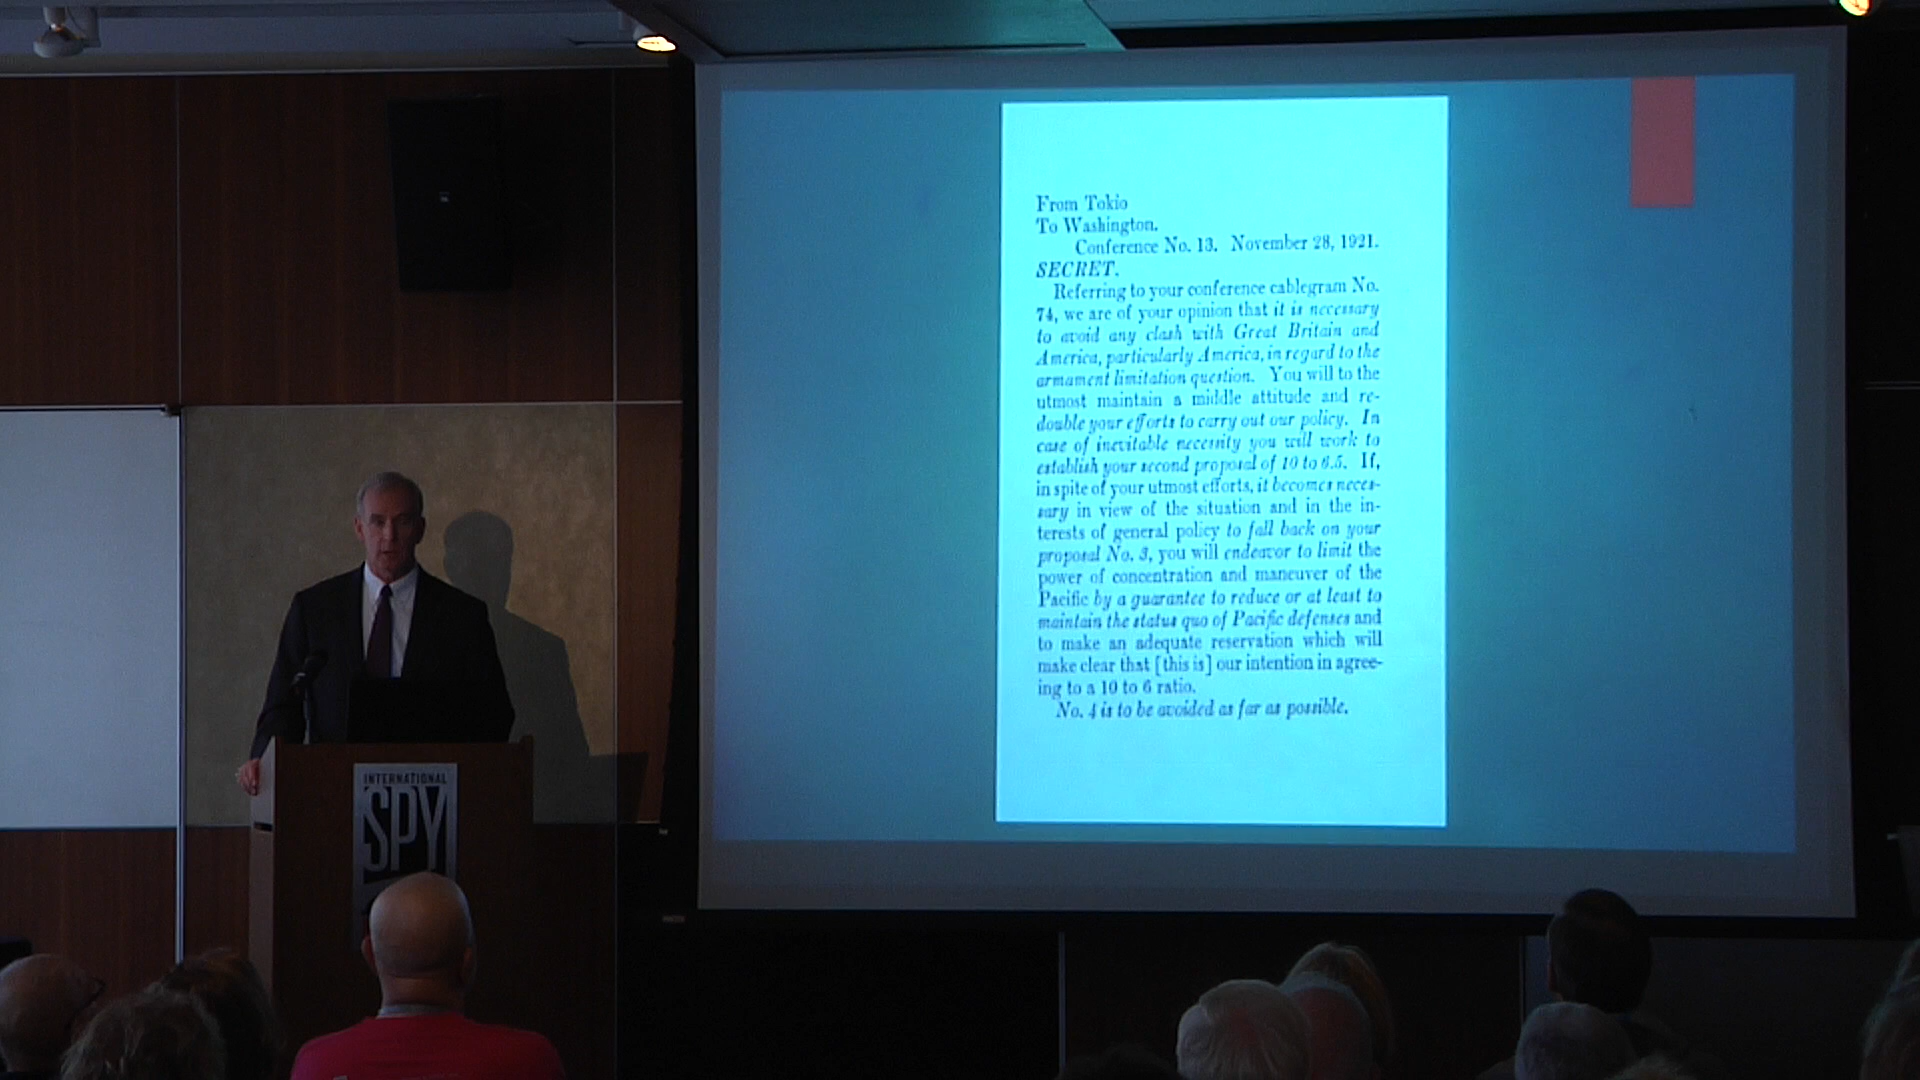 From Tokio
To Washington.
Conference No. 13. November 28, 1921.
SECRET.
Referring to your conference cablegram No.
74, we are of your opinion that it is necessary
to avoid any clash with Great Britain and
America, particularly America, in regard to the
armament limitation question. You will to the
utmost maintain a middle attitude and re-
double your efforts to carry out our policy. In
case of inevitable necessity you will work to
establish your second proposal of 10 to 6.5. If,
in spite of your utmost efforts, it becomes neces-
sary in view of the situation and in the in-
terests of general policy to fall back on your
proposal No. 3, you will endeavor to limit the
power of concentration and maneuver of the
Pacific by a guarantee to reduce or at least to
maintain the status quo of Pacific defenses and
to make an adequate reservation which will
make clear that [this is] our intention in agree-
ing to a 10 to 6 ratio.
No. 4 is to be avoided as far as possible.
INTERNATIONAL
SPY